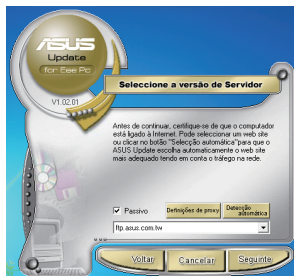 ASUS
Update
for Eee Pc
V1.02.01
Seleccione a versão de Servidor
Antes de continuar, certifique-se de que o computador
está ligado à Internet. Pode seleccionar um web site
ou clicar no botão "Selecção automática"para que o
ASUS Update escolha automaticamente o web site
mais adequado tendo em conta o tráfego na rede.
Passivo
Definições de proxy
Detecção
automática
ftp.asus.com.tw
Voltar
Cancelar
Seguinte